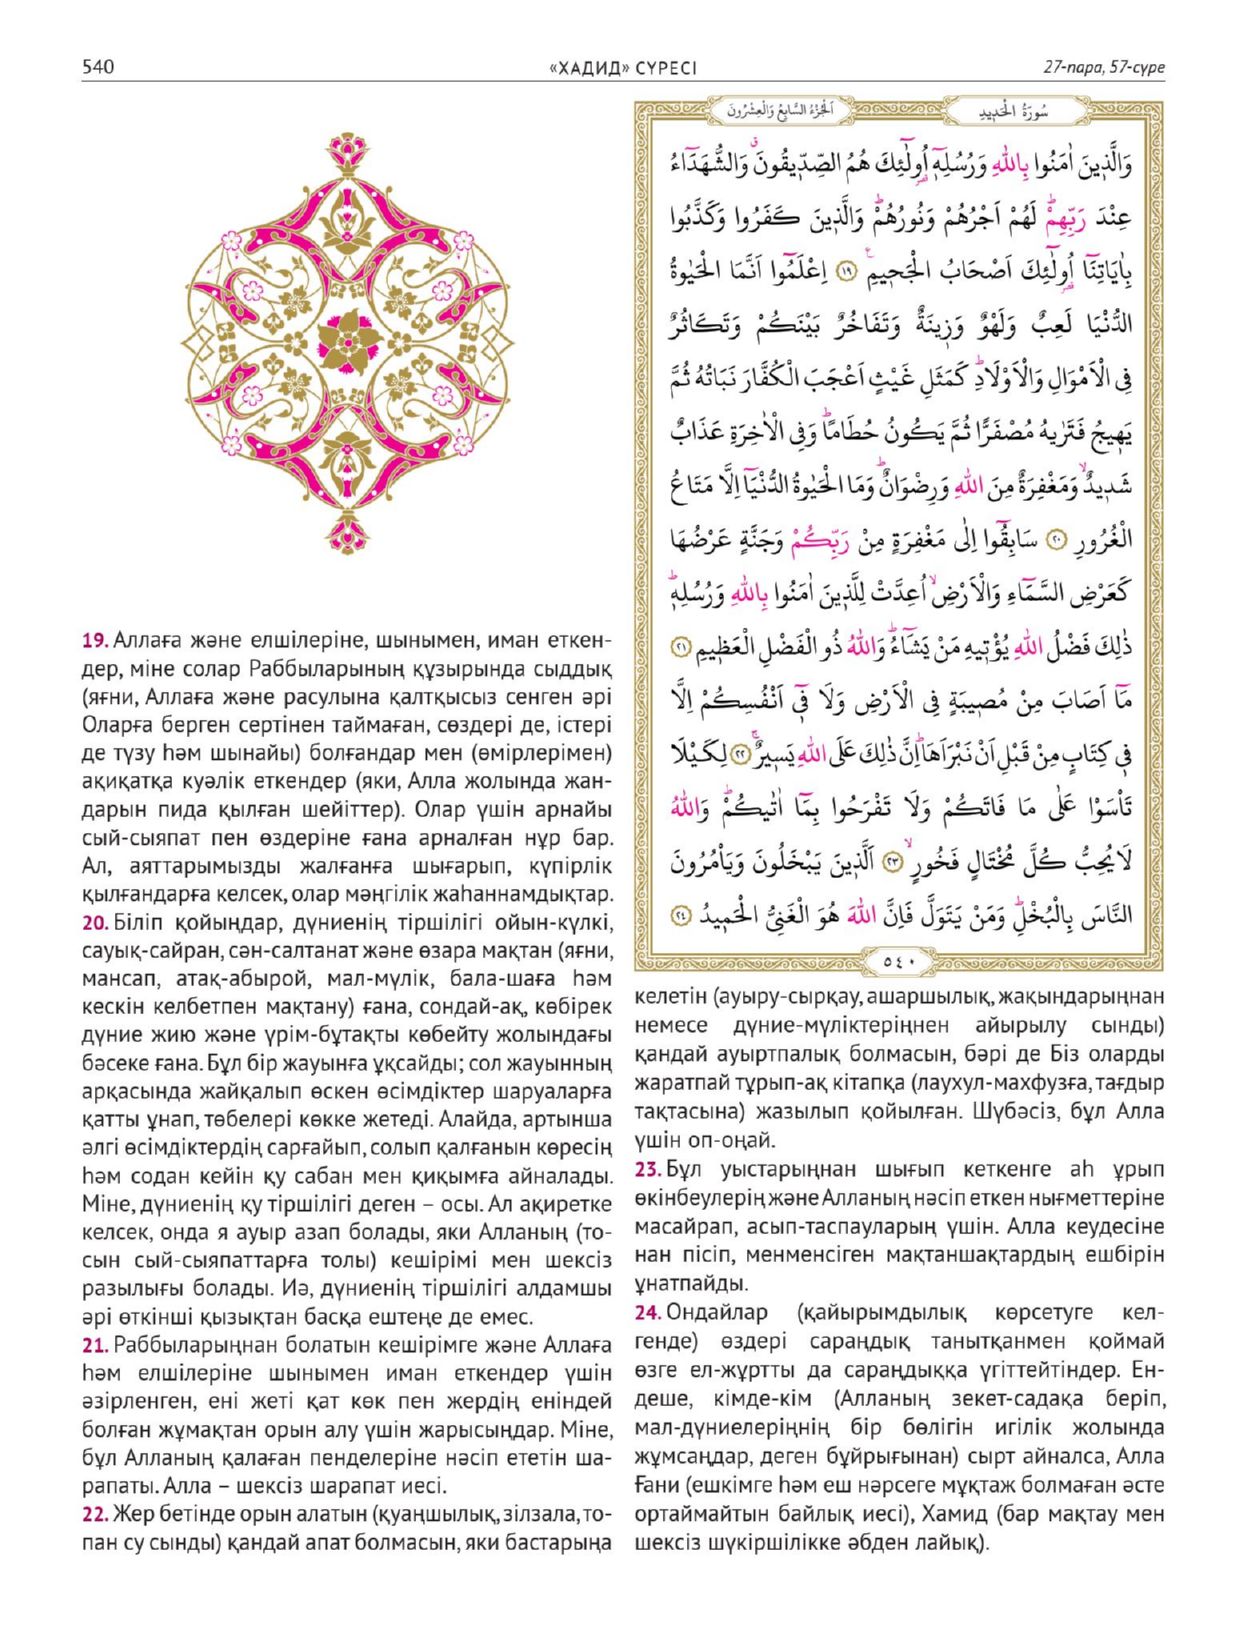 540
«ХАДИД» СҮРЕСІ
27-пара, 57-сүре
19. Аллаға және елшілеріне, шынымен, иман еткен-
дер, міне солар Раббыларының құзырында сыддық
(яғни, Аллаға және расулына қалтқысыз сенген әрі
Оларға берген сертінен таймаған, сөздері де, істері
де түзу һәм шынайы) болғандар мен (өмірлерімен)
ақиқатқа куәлік еткендер (яки, Алла жолында жан-
дарын пида қылған шейіттер). Олар үшін арнайы
сый-сыяпат пен өздеріне ғана арналған нұр бар.
Ал, аяттарымызды жалғанға шығарып, күпірлік
қылғандарға келсек, олар мәңгілік жаһаннамдықтар.
20. Біліп қойыңдар, дүниенің тіршілігі ойын-күлкі,
сауық-сайран, сән-салтанат және өзара мақтан (яғни,
мансап, атақ-абырой, мал-мүлік, бала-шаға һәм
кескін келбетпен мақтану) ғана, сондай-ақ, көбірек
дүние жию және үрім-бұтақты көбейту жолындағы
бәсеке ғана. Бұл бір жауынға ұқсайды; сол жауынның
арқасында жайқалып өскен өсімдіктер шаруаларға
қатты ұнап, төбелері көкке жетеді. Алайда, артынша
әлгі өсімдіктердің сарғайып, солып қалғанын көресің
һәм содан кейін қу сабан мен қиқымға айналады.
Міне, дүниенің қу тіршілігі деген – осы. Ал ақиретке
келсек, онда я ауыр азап болады, яки Алланың (то-
сын сый-сыяпаттарға толы) кешірімі мен шексіз
разылығы болады. Иә, дүниенің тіршілігі алдамшы
әрі өткінші қызықтан басқа ештеңе де емес.
21. Раббыларыңнан болатын кешірімге және Аллаға
һәм елшілеріне шынымен иман еткендер үшін
әзірленген, ені жеті қат көк пен жердің еніндей
болған жұмақтан орын алу үшін жарысыңдар. Міне,
бұл Алланың қалаған пенделеріне нәсіп ететін ша-
рапаты. Алла – шексіз шарапат иесі.
22. Жер бетінде орын алатын (қуаңшылық, зілзала, то-
пан су сынды) қандай апат болмасын, яки бастарыңа
سُورَةُ الْحَدِيدِ
اَلْجُزْءُ السَّابِعُ وَالْعِشْرُونَ
وَالَّذِينَ اٰمَنُوا بِاللّٰهِ وَرُسُلِهِٓ اُو۬لٰٓئِكَ هُمُ الصِّدِّيقُونَۗ وَالشُّهَدَٓاءُ
عِنْدَ رَبِّهِمْۜ لَهُمْ اَجْرُهُمْ وَنُورُهُمْۜ وَالَّذِينَ كَفَرُوا وَكَذَّبُوا
بِاٰيَاتِنَٓا اُو۬لٰٓئِكَ اَصْحَابُ الْجَحِيمِ۟ ﴿١٩﴾ اِعْلَمُٓوا اَنَّمَا الْحَيٰوةُ
الدُّنْيَا لَعِبٌ وَلَهْوٌ وَزِينَةٌ وَتَفَاخُرٌ بَيْنَكُمْ وَتَكَاثُرٌ
فِي الْاَمْوَالِ وَالْاَوْلَادِۜ كَمَثَلِ غَيْثٍ اَعْجَبَ الْكُفَّارَ نَبَاتُهُ ثُمَّ
يَهِيجُ فَتَرٰيهُ مُصْفَرًّا ثُمَّ يَكُونُ حُطَامًاۜ وَفِي الْاٰخِرَةِ عَذَابٌ
شَدِيدٌۙ وَمَغْفِرَةٌ مِنَ اللّٰهِ وَرِضْوَانٌۜ وَمَا الْحَيٰوةُ الدُّنْيَٓا اِلَّا مَتَاعُ
الْغُرُورِ ﴿٢٠﴾ سَابِقُٓوا اِلٰى مَغْفِرَةٍ مِنْ رَبِّكُمْ وَجَنَّةٍ عَرْضُهَا
كَعَرْضِ السَّمَٓاءِ وَالْاَرْضِۙ اُعِدَّتْ لِلَّذِينَ اٰمَنُوا بِاللّٰهِ وَرُسُلِهِۜ
ذٰلِكَ فَضْلُ اللّٰهِ يُؤْتِيهِ مَنْ يَشَٓاءُۜ وَاللّٰهُ ذُو الْفَضْلِ الْعَظِيمِ ﴿٢١﴾
مَٓا اَصَابَ مِنْ مُصِيبَةٍ فِي الْاَرْضِ وَلَا فِٓي اَنْفُسِكُمْ اِلَّا
فِي كِتَابٍ مِنْ قَبْلِ اَنْ نَبْرَاَهَاۜ اِنَّ ذٰلِكَ عَلَى اللّٰهِ يَسِيرٌۚ ﴿٢٢﴾ لِكَيْلَا
تَأْسَوْا عَلٰى مَا فَاتَكُمْ وَلَا تَفْرَحُوا بِمَٓا اٰتٰيكُمْۜ وَاللّٰهُ
لَا يُحِبُّ كُلَّ مُخْتَالٍ فَخُورٍۙ ﴿٢٣﴾ اَلَّذِينَ يَبْخَلُونَ وَيَأْمُرُونَ
النَّاسَ بِالْبُخْلِۜ وَمَنْ يَتَوَلَّ فَاِنَّ اللّٰهَ هُوَ الْغَنِيُّ الْحَمِيدُ ﴿٢٤﴾
٥٤٠
келетін (ауыру-сырқау, ашаршылық, жақындарыңнан
немесе дүние-мүліктеріңнен айырылу сынды)
қандай ауыртпалық болмасын, бәрі де Біз оларды
жаратпай тұрып-ақ кітапқа (лаухул-махфузға, тағдыр
тақтасына) жазылып қойылған. Шүбәсіз, бұл Алла
үшін оп-оңай.
23. Бұл уыстарыңнан шығып кеткенге аһ ұрып
өкінбеулерің және Алланың нәсіп еткен нығметтеріне
масайрап, асып-таспауларың үшін. Алла кеудесіне
нан пісіп, менменсіген мақтаншақтардың ешбірін
ұнатпайды.
24. Ондайлар (қайырымдылық көрсетуге кел-
генде) өздері сараңдық танытқанмен қоймай
өзге ел-жұртты да сараңдыққа үгіттейтіндер. Ен-
деше, кімде-кім (Алланың зекет-садақа беріп,
мал-дүниелеріңнің бір бөлігін игілік жолында
жұмсаңдар, деген бұйрығынан) сырт айналса, Алла
Ғани (ешкімге һәм еш нәрсеге мұқтаж болмаған әсте
ортаймайтын байлық иесі), Хамид (бар мақтау мен
шексіз шүкіршілікке әбден лайық).